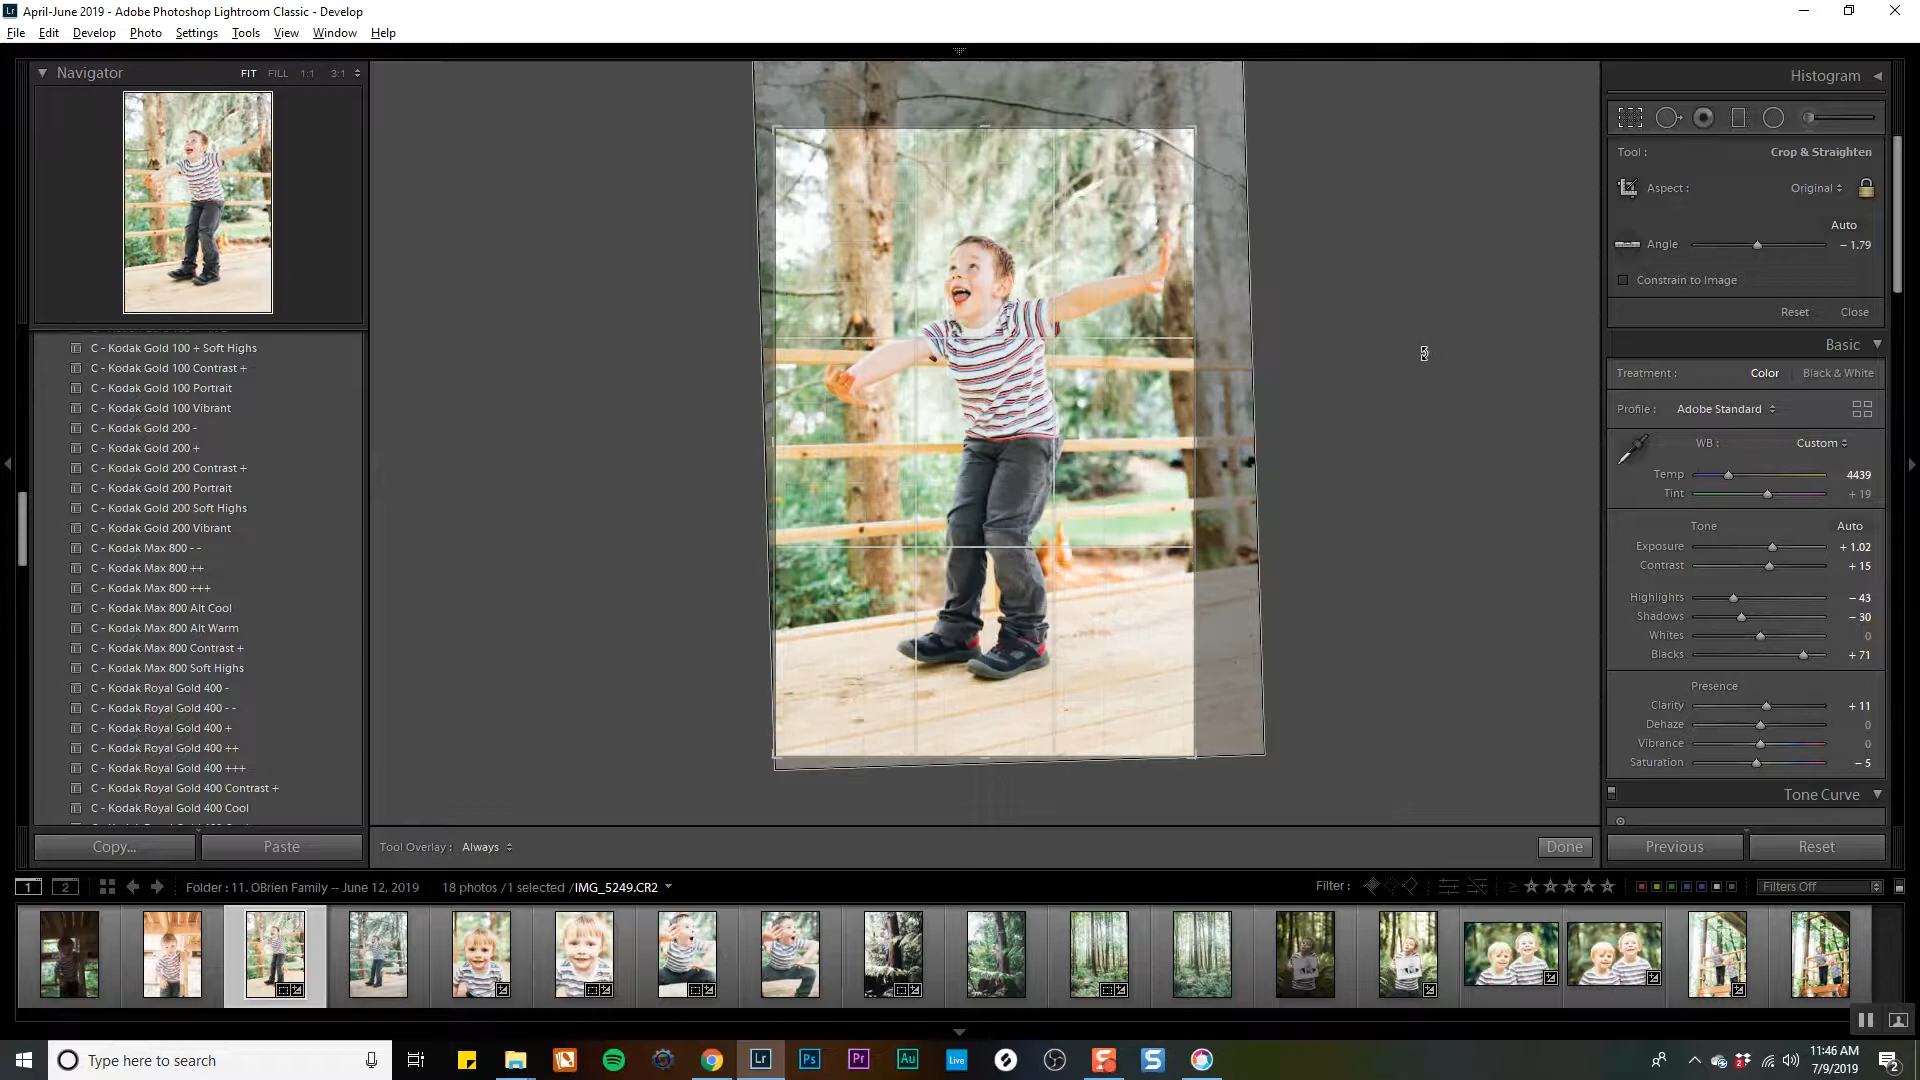 April-June 2019 - Adobe Photoshop Lightroom Classic - Develop
File Edit Develop Photo Settings Tools View Window Help
Navigator FIT FILL 1:1 3:1
C - Kodak Gold 100 + Soft Highs
C - Kodak Gold 100 Contrast +
C - Kodak Gold 100 Portrait
C - Kodak Gold 100 Vibrant
C - Kodak Gold 200 -
C - Kodak Gold 200 +
C - Kodak Gold 200 Contrast +
C - Kodak Gold 200 Portrait
C - Kodak Gold 200 Soft Highs
C - Kodak Gold 200 Vibrant
C - Kodak Max 800 - -
C - Kodak Max 800 ++
C - Kodak Max 800 +++
C - Kodak Max 800 Alt Cool
C - Kodak Max 800 Alt Warm
C - Kodak Max 800 Contrast +
C - Kodak Max 800 Soft Highs
C - Kodak Royal Gold 400 -
C - Kodak Royal Gold 400 - -
C - Kodak Royal Gold 400 +
C - Kodak Royal Gold 400 ++
C - Kodak Royal Gold 400 +++
C - Kodak Royal Gold 400 Contrast +
C - Kodak Royal Gold 400 Cool
Copy... Paste
Tool Overlay : Always
Done
Histogram
Tool : Crop & Straighten
Aspect : Original
Auto
Angle - 1.79
Constrain to Image
Reset Close
Basic
Treatment : Color Black & White
Profile : Adobe Standard
WB : Custom
Temp 4439
Tint + 19
Tone Auto
Exposure + 1.02
Contrast + 15
Highlights - 43
Shadows - 30
Whites 0
Blacks + 71
Presence
Clarity + 11
Dehaze 0
Vibrance 0
Saturation - 5
Tone Curve
Previous Reset
1 2 Folder : 11. OBrien Family -- June 12, 2019 18 photos /1 selected /IMG_5249.CR2 Filter : Filters Off
Type here to search
Lr Ps Pr Au Live
11:46 AM
7/9/2019
2